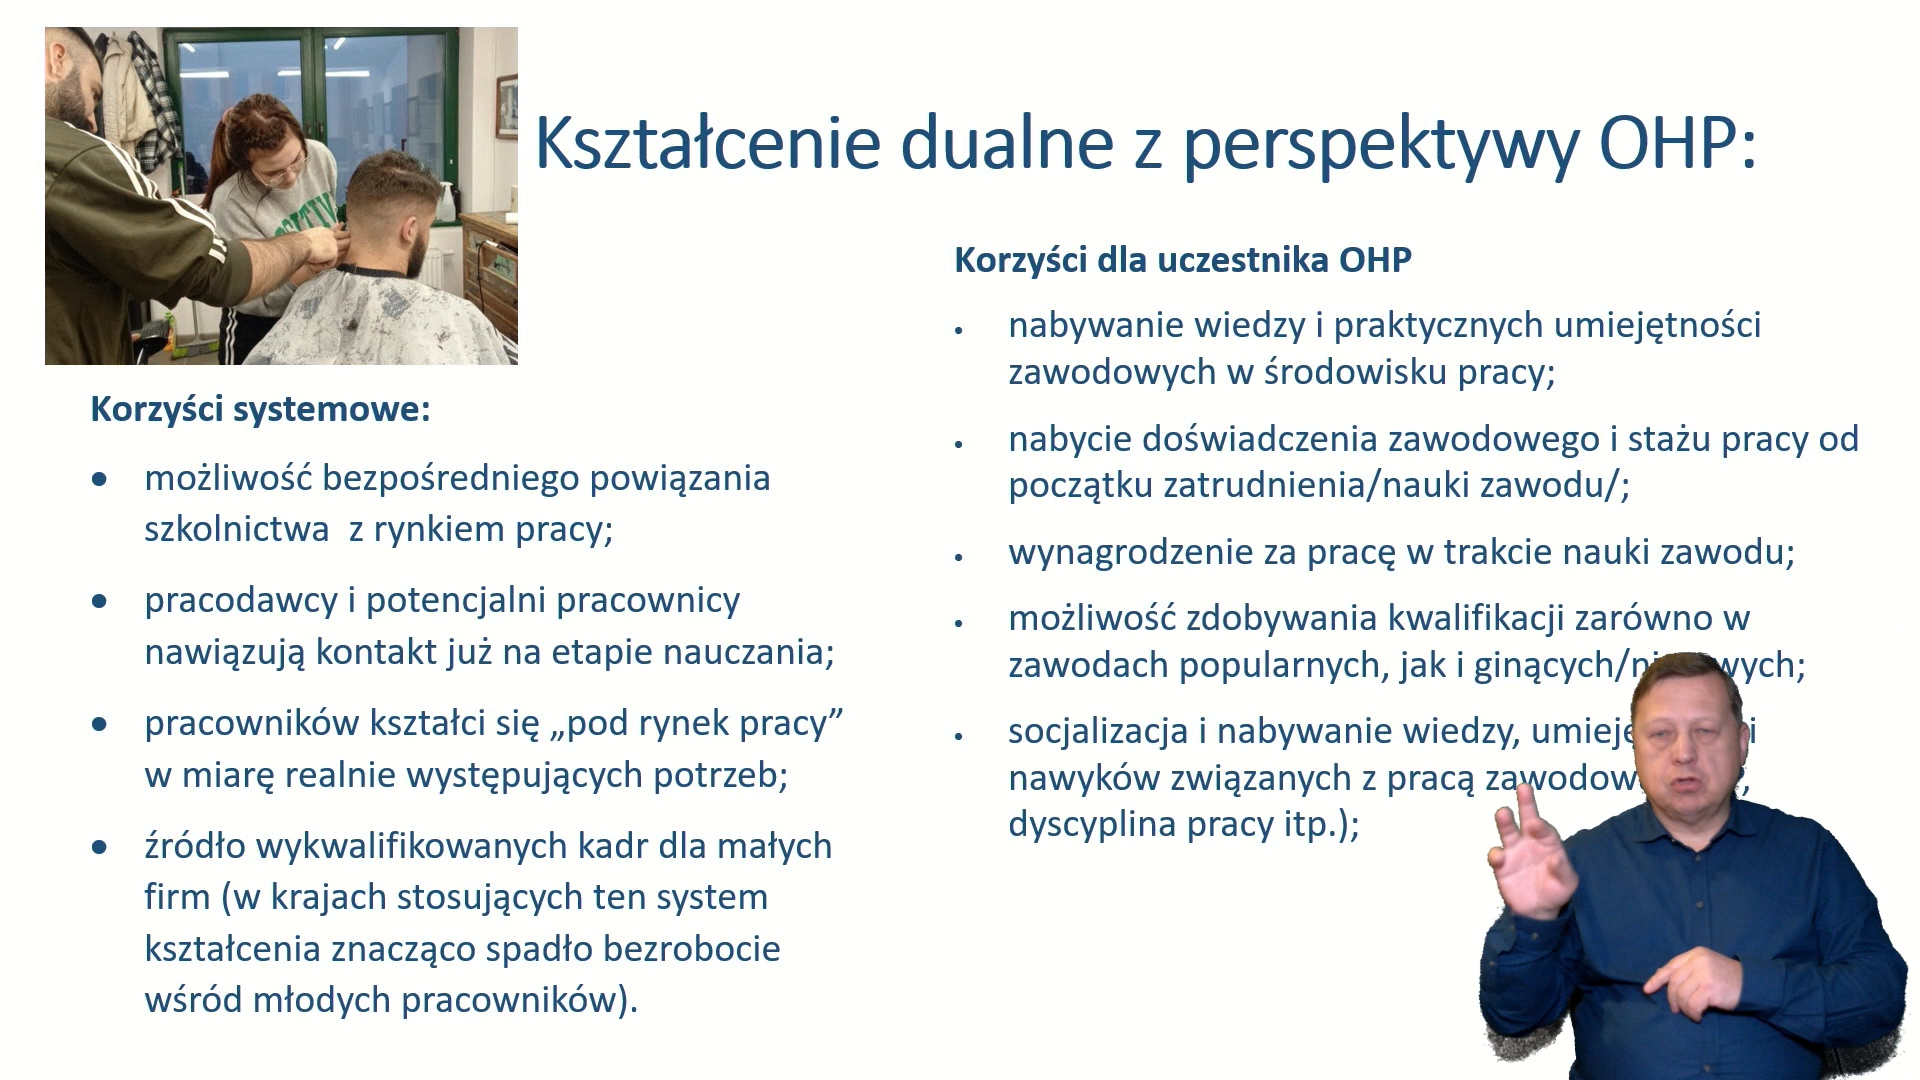 Kształcenie dualne z perspektywy OHP:
Korzyści systemowe:
• możliwość bezpośredniego powiązania
szkolnictwa z rynkiem pracy;
• pracodawcy i potencjalni pracownicy
nawiązują kontakt już na etapie nauczania;
• pracowników kształci się „pod rynek pracy”
w miarę realnie występujących potrzeb;
• źródło wykwalifikowanych kadr dla małych
firm (w krajach stosujących ten system
kształcenia znacząco spadło bezrobocie
wśród młodych pracowników).
Korzyści dla uczestnika OHP
• nabywanie wiedzy i praktycznych umiejętności
zawodowych w środowisku pracy;
• nabycie doświadczenia zawodowego i stażu pracy od
początku zatrudnienia/nauki zawodu/;
• wynagrodzenie za pracę w trakcie nauki zawodu;
• możliwość zdobywania kwalifikacji zarówno w
zawodach popularnych, jak i ginących/
• socjalizacja i nabywanie wiedzy, i
nawyków związanych z pracą
dyscyplina pracy itp.);